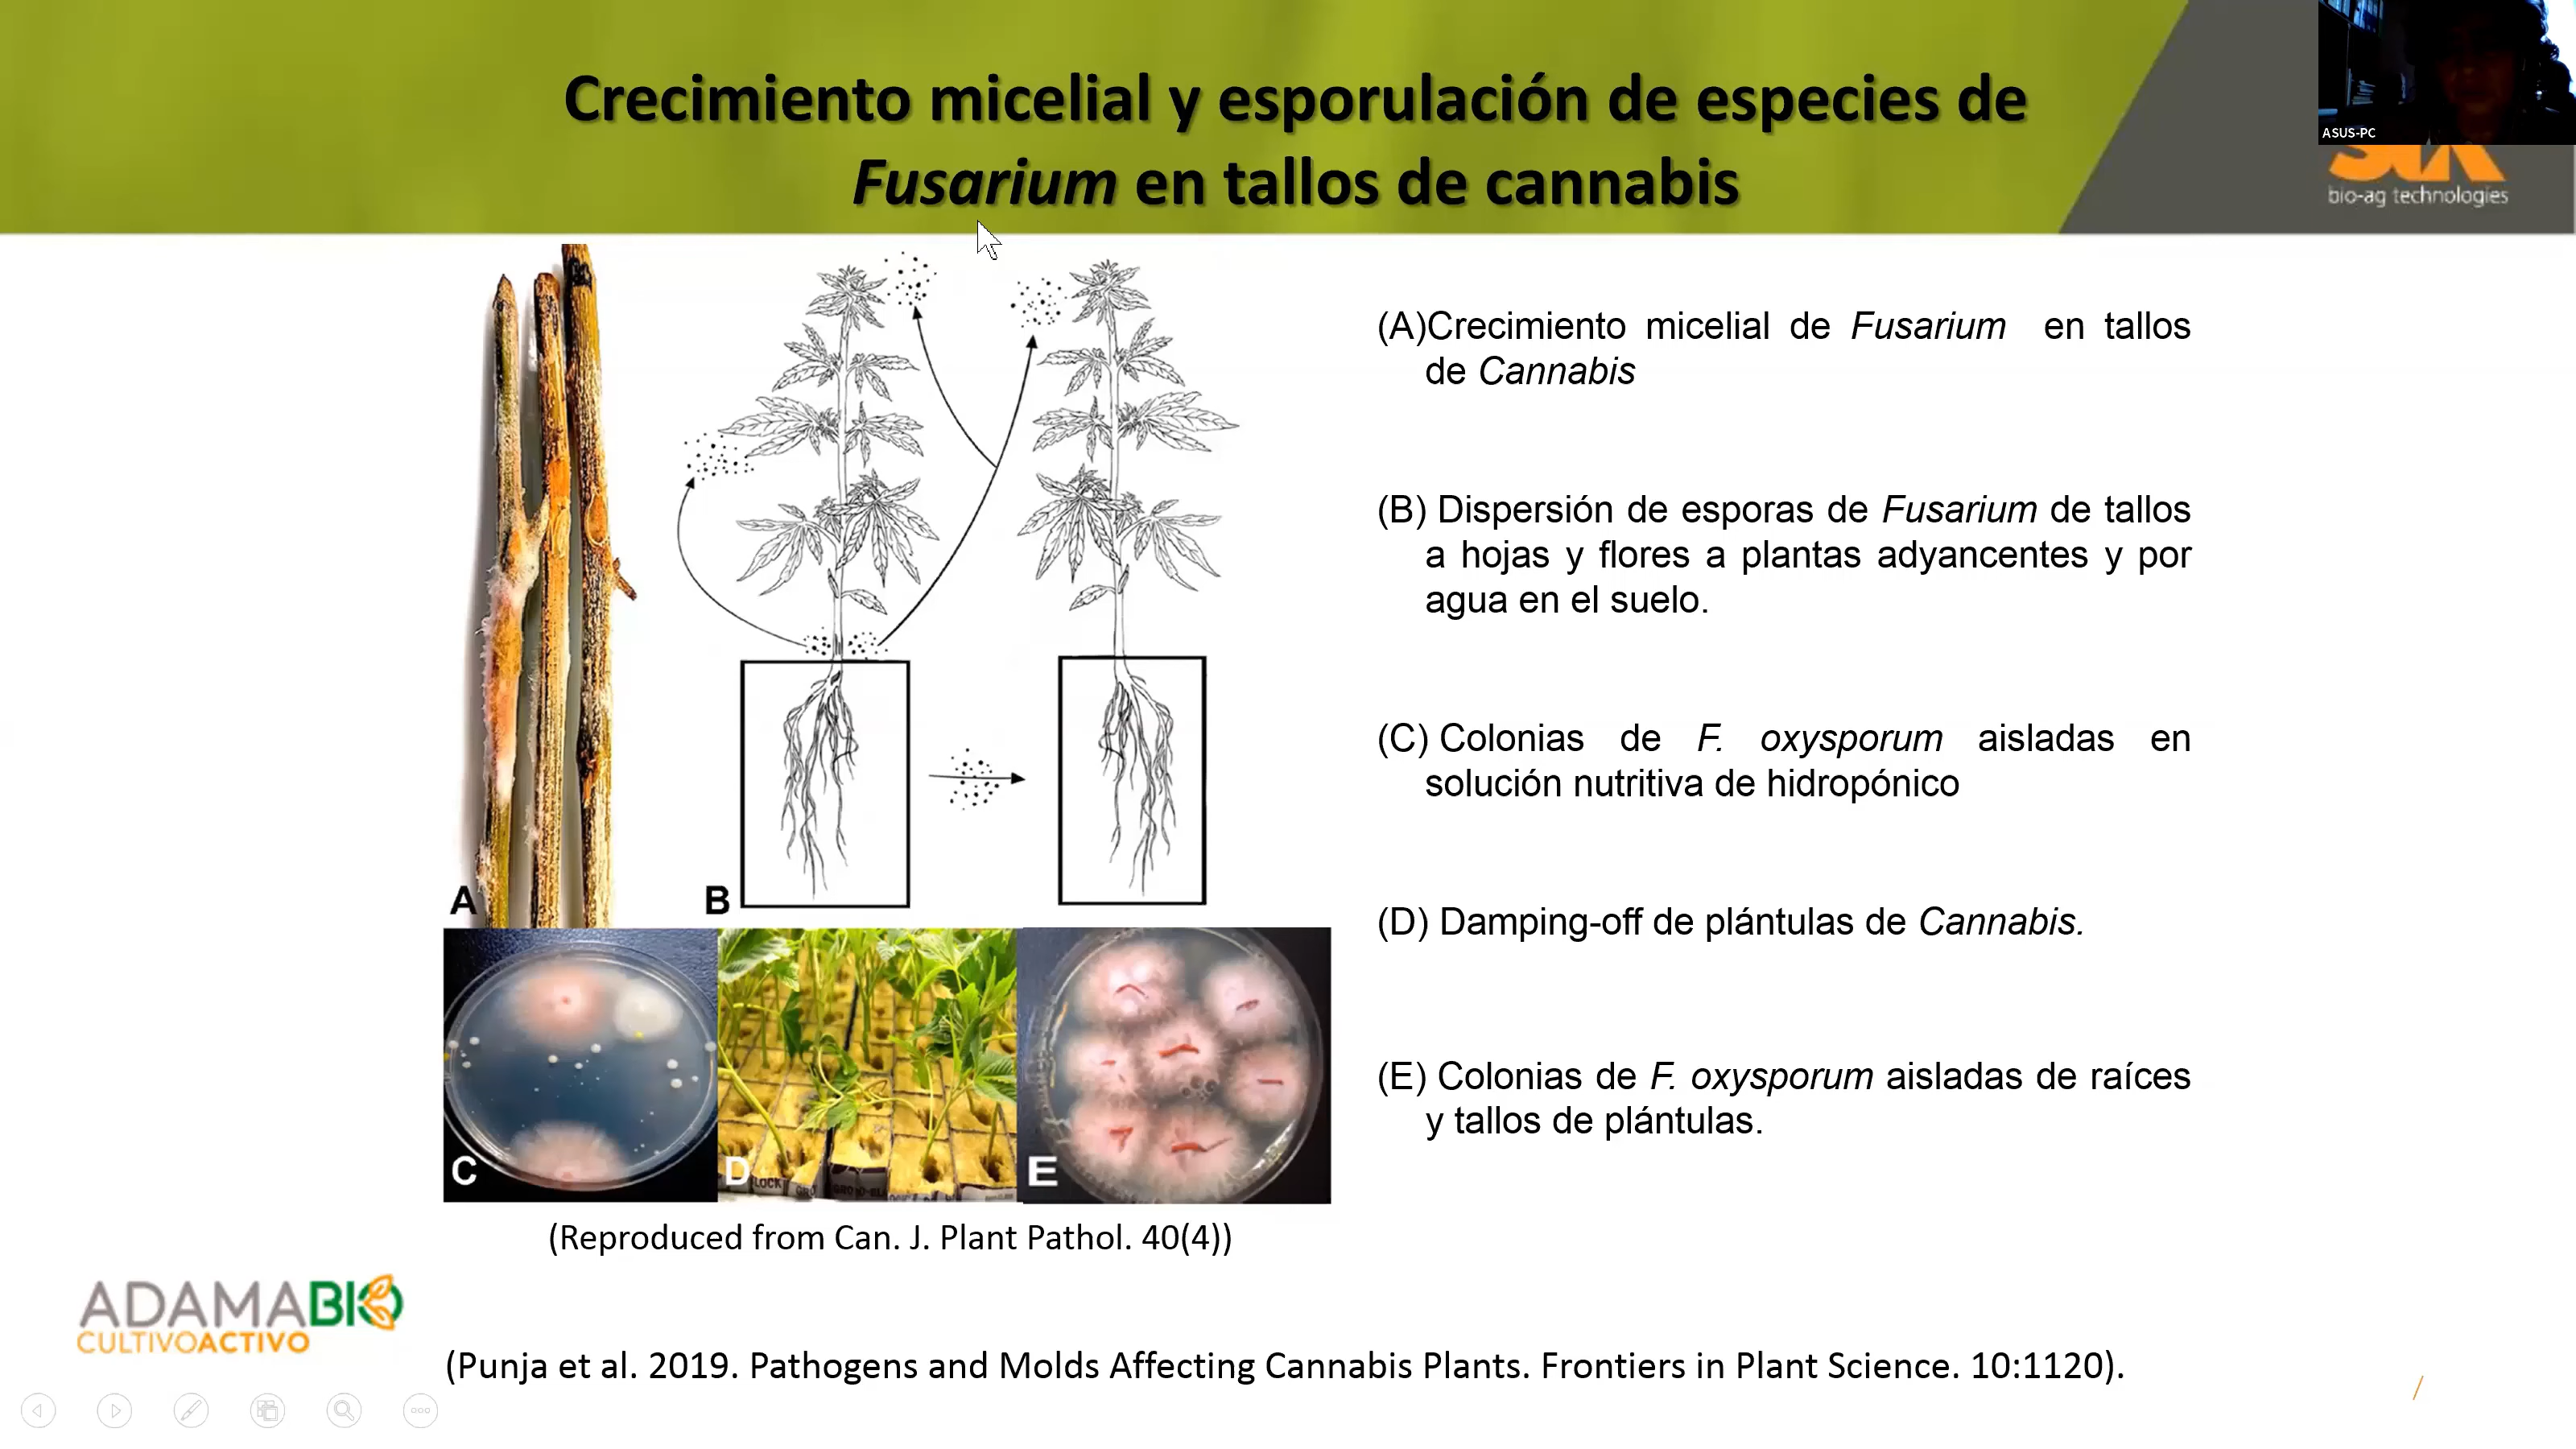 Crecimiento micelial y esporulación de especies de
Fusarium en tallos de cannabis
ASUS-PC
bio-ag technologies
(A)Crecimiento micelial de Fusarium en tallos
de Cannabis
(B) Dispersión de esporas de Fusarium de tallos
a hojas y flores a plantas adyancentes y por
agua en el suelo.
(C) Colonias de F. oxysporum aisladas en
solución nutritiva de hidropónico
(D) Damping-off de plántulas de Cannabis.
(E) Colonias de F. oxysporum aisladas de raíces
y tallos de plántulas.
A
B
C
D
E
LOCK
(Reproduced from Can. J. Plant Pathol. 40(4))
ADAMABIO
CULTIVOACTIVO
(Punja et al. 2019. Pathogens and Molds Affecting Cannabis Plants. Frontiers in Plant Science. 10:1120).
/